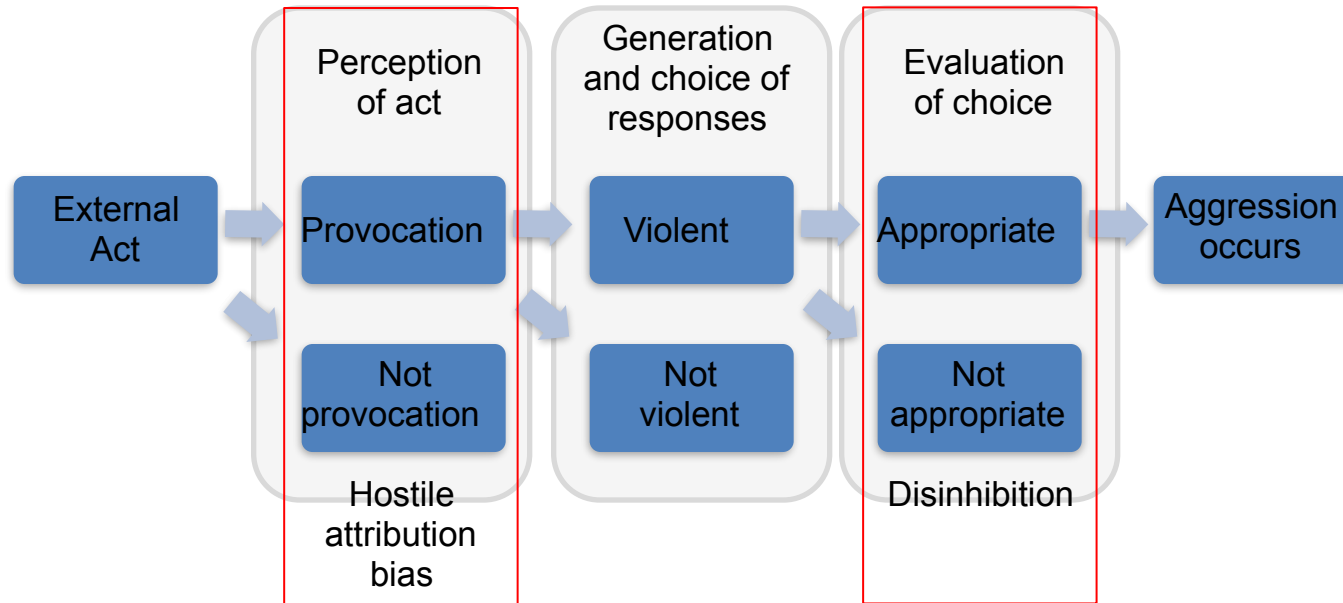 Perception
of act
Generation
and choice of
responses
Evaluation
of choice
External
Act
Provocation
Violent
Appropriate
Aggression
occurs
Not
provocation
Not
violent
Not
appropriate
Hostile
attribution
bias
Disinhibition